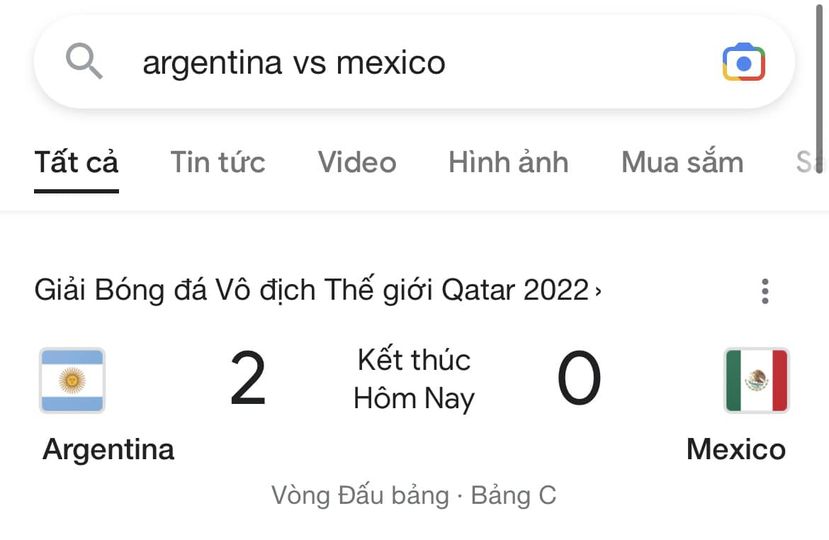 argentina vs mexico
Tất cả Tin tức Video Hình ảnh Mua sắm
Giải Bóng đá Vô địch Thế giới Qatar 2022 ›
2 Kết thúc Hôm Nay 0
Argentina Mexico
Vòng Đấu bảng · Bảng C